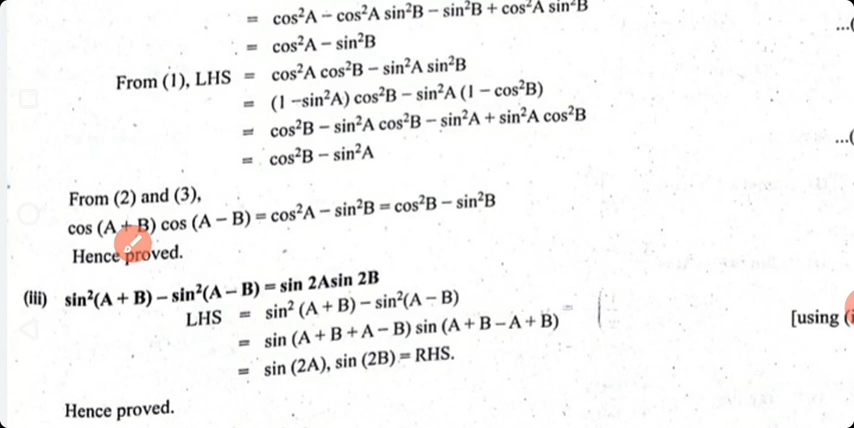 = cos²A – cos²A sin²B – sin²B + cos²A sin²B
= cos²A – sin²B ...(
From (1), LHS = cos²A cos²B – sin²A sin²B
= (1 –sin²A) cos²B – sin²A (1 – cos²B)
= cos²B – sin²A cos²B – sin²A + sin²A cos²B
= cos²B – sin²A ...(
From (2) and (3),
cos (A + B) cos (A – B) = cos²A – sin²B = cos²B – sin²B
Hence proved.
(iii) sin²(A + B) – sin²(A – B) = sin 2Asin 2B
LHS = sin² (A + B) – sin²(A – B)
= sin (A + B + A – B) sin (A + B – A + B) [using (i
= sin (2A), sin (2B) = RHS.
Hence proved.